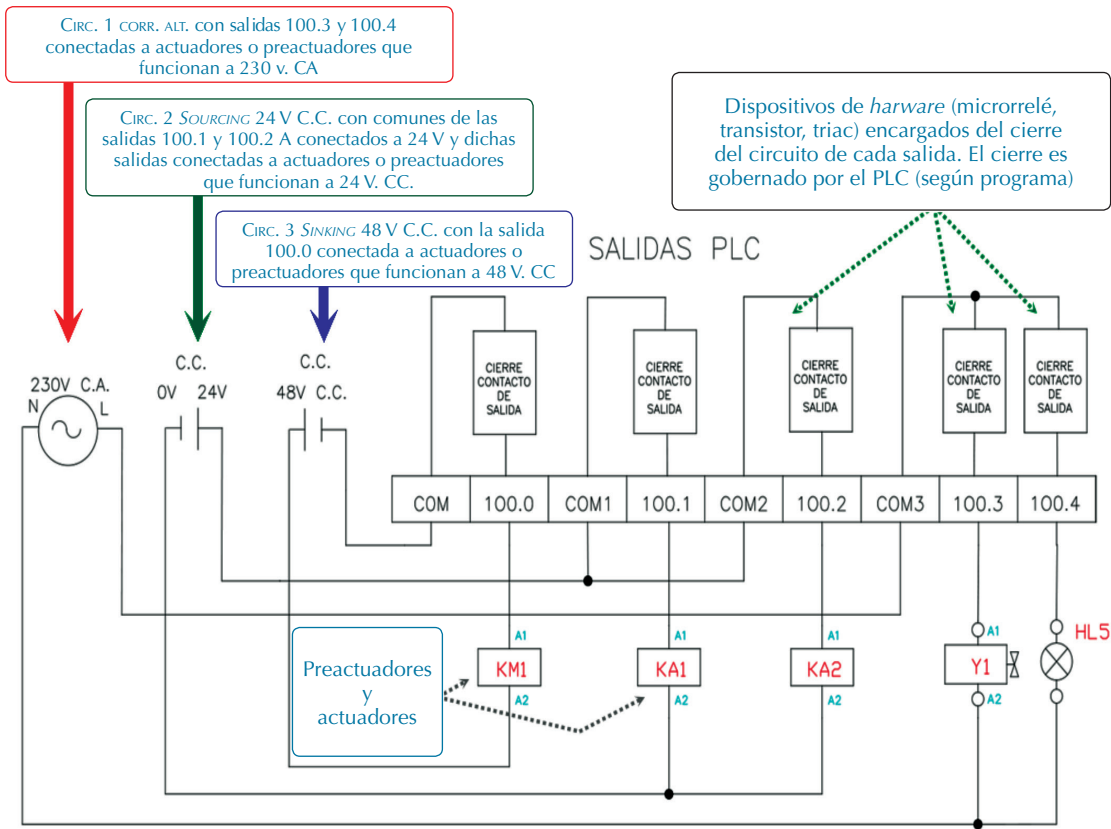 CIRC. 1 CORR. ALT. con salidas 100.3 y 100.4
conectadas a actuadores o preactuadores que
funcionan a 230 v. CA
CIRC. 2 SOURCING 24 V C.C. con comunes de las
salidas 100.1 y 100.2 A conectados a 24 V y dichas
salidas conectadas a actuadores o preactuadores
que funcionan a 24 V. CC.
CIRC. 3 SINKING 48 V C.C. con la salida
100.0 conectada a actuadores o
preactuadores que funcionan a 48 V. CC
Dispositivos de harware (microrrelé,
transistor, triac) encargados del cierre
del circuito de cada salida. El cierre es
gobernado por el PLC (según programa)
SALIDAS PLC
230V C.A.
N L
C.C.
0V 24V
C.C.
48V C.C.
CIERRE
CONTACTO
DE
SALIDA
CIERRE
CONTACTO
DE
SALIDA
CIERRE
CONTACTO
DE
SALIDA
CIERRE
CONTACTO
DE
SALIDA
CIERRE
CONTACTO
DE
SALIDA
COM 100.0 COM1 100.1 COM2 100.2 COM3 100.3 100.4
Preactuadores
y
actuadores
A1
KM1
A2
A1
KA1
A2
A1
KA2
A2
A1
Y1
A2
HL5